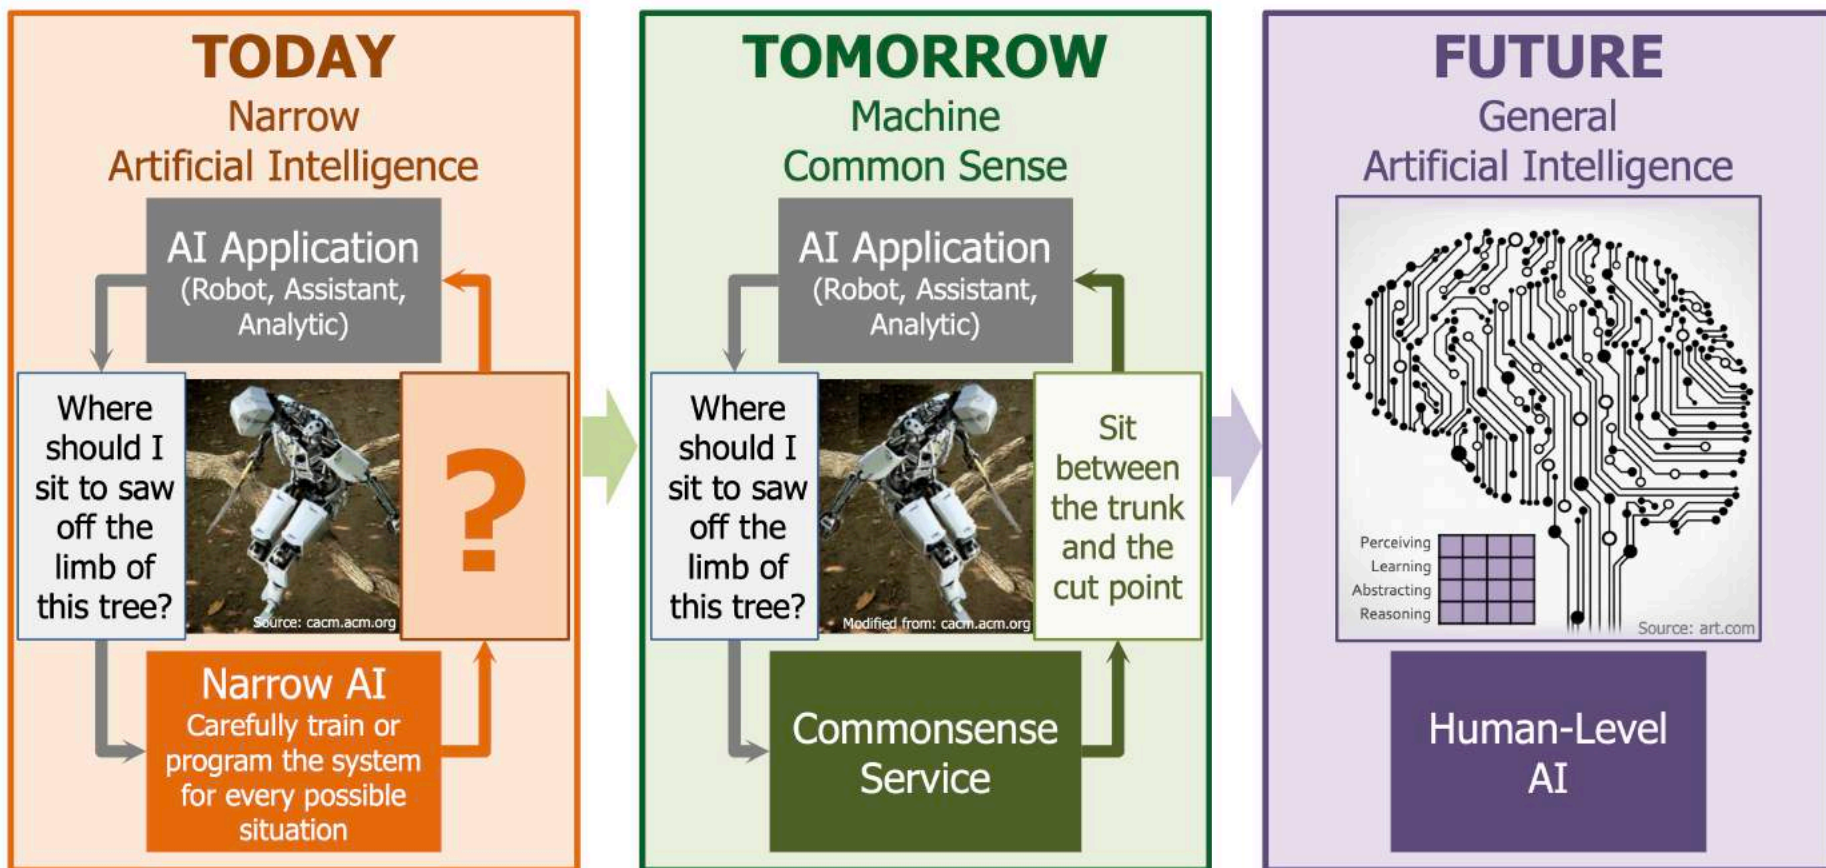 TODAY
Narrow
Artificial Intelligence
AI Application
(Robot, Assistant,
Analytic)
Where
should I
sit to saw
off the
limb of
this tree?
Source: cacm.acm.org
?
Narrow AI
Carefully train or
program the system
for every possible
situation
TOMORROW
Machine
Common Sense
AI Application
(Robot, Assistant,
Analytic)
Where
should I
sit to saw
off the
limb of
this tree?
Modified from: cacm.acm.org
Sit
between
the trunk
and the
cut point
Commonsense
Service
FUTURE
General
Artificial Intelligence
Perceiving
Learning
Abstracting
Reasoning
Source: art.com
Human-Level
AI